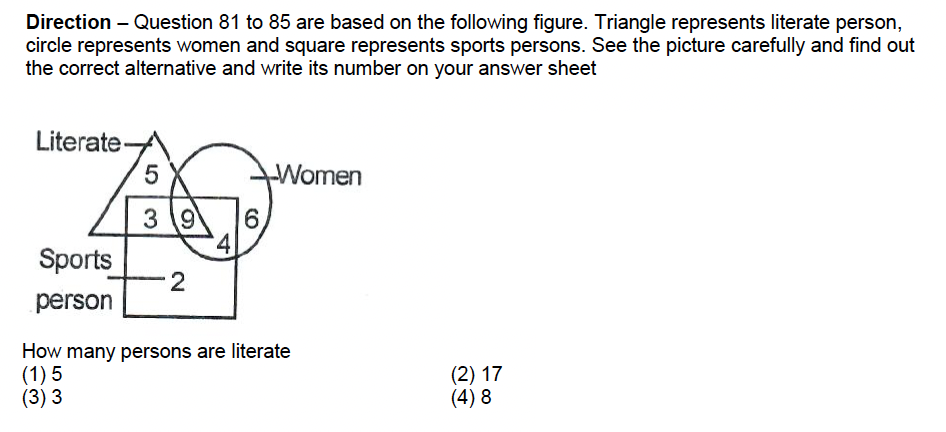 Direction – Question 81 to 85 are based on the following figure. Triangle represents literate person,
circle represents women and square represents sports persons. See the picture carefully and find out
the correct alternative and write its number on your answer sheet
Literate
5
Women
3 9 6
4
Sports
2
person
How many persons are literate
(1) 5 (2) 17
(3) 3 (4) 8